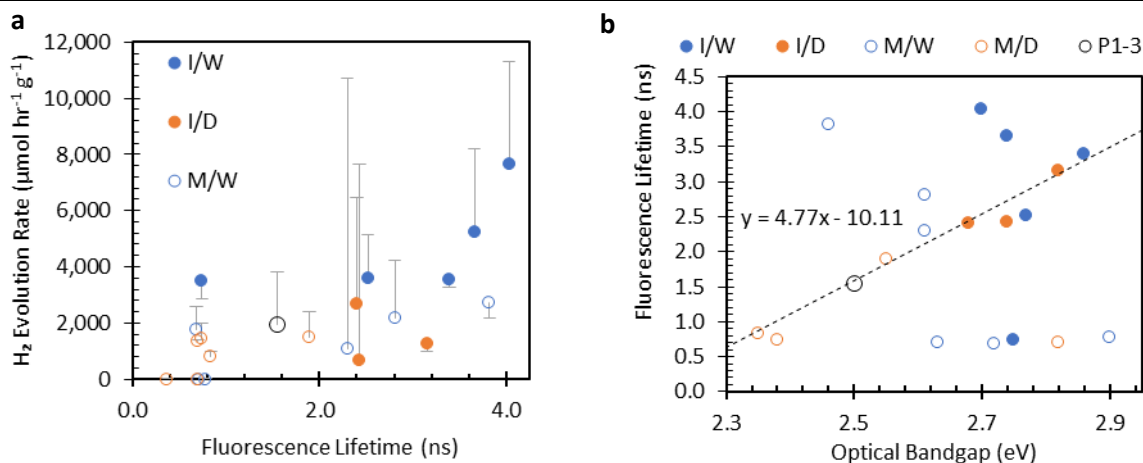 a
H₂ Evolution Rate (μmol hr⁻¹ g⁻¹)
12,000
10,000
8,000
6,000
4,000
2,000
0
I/W
I/D
M/W
0.0 2.0 4.0
Fluorescence Lifetime (ns)
b
I/W I/D M/W M/D P1-3
Fluorescence Lifetime (ns)
4.5
4.0
3.5
3.0
2.5
2.0
1.5
1.0
0.5
0.0
y = 4.77x - 10.11
2.3 2.5 2.7 2.9
Optical Bandgap (eV)